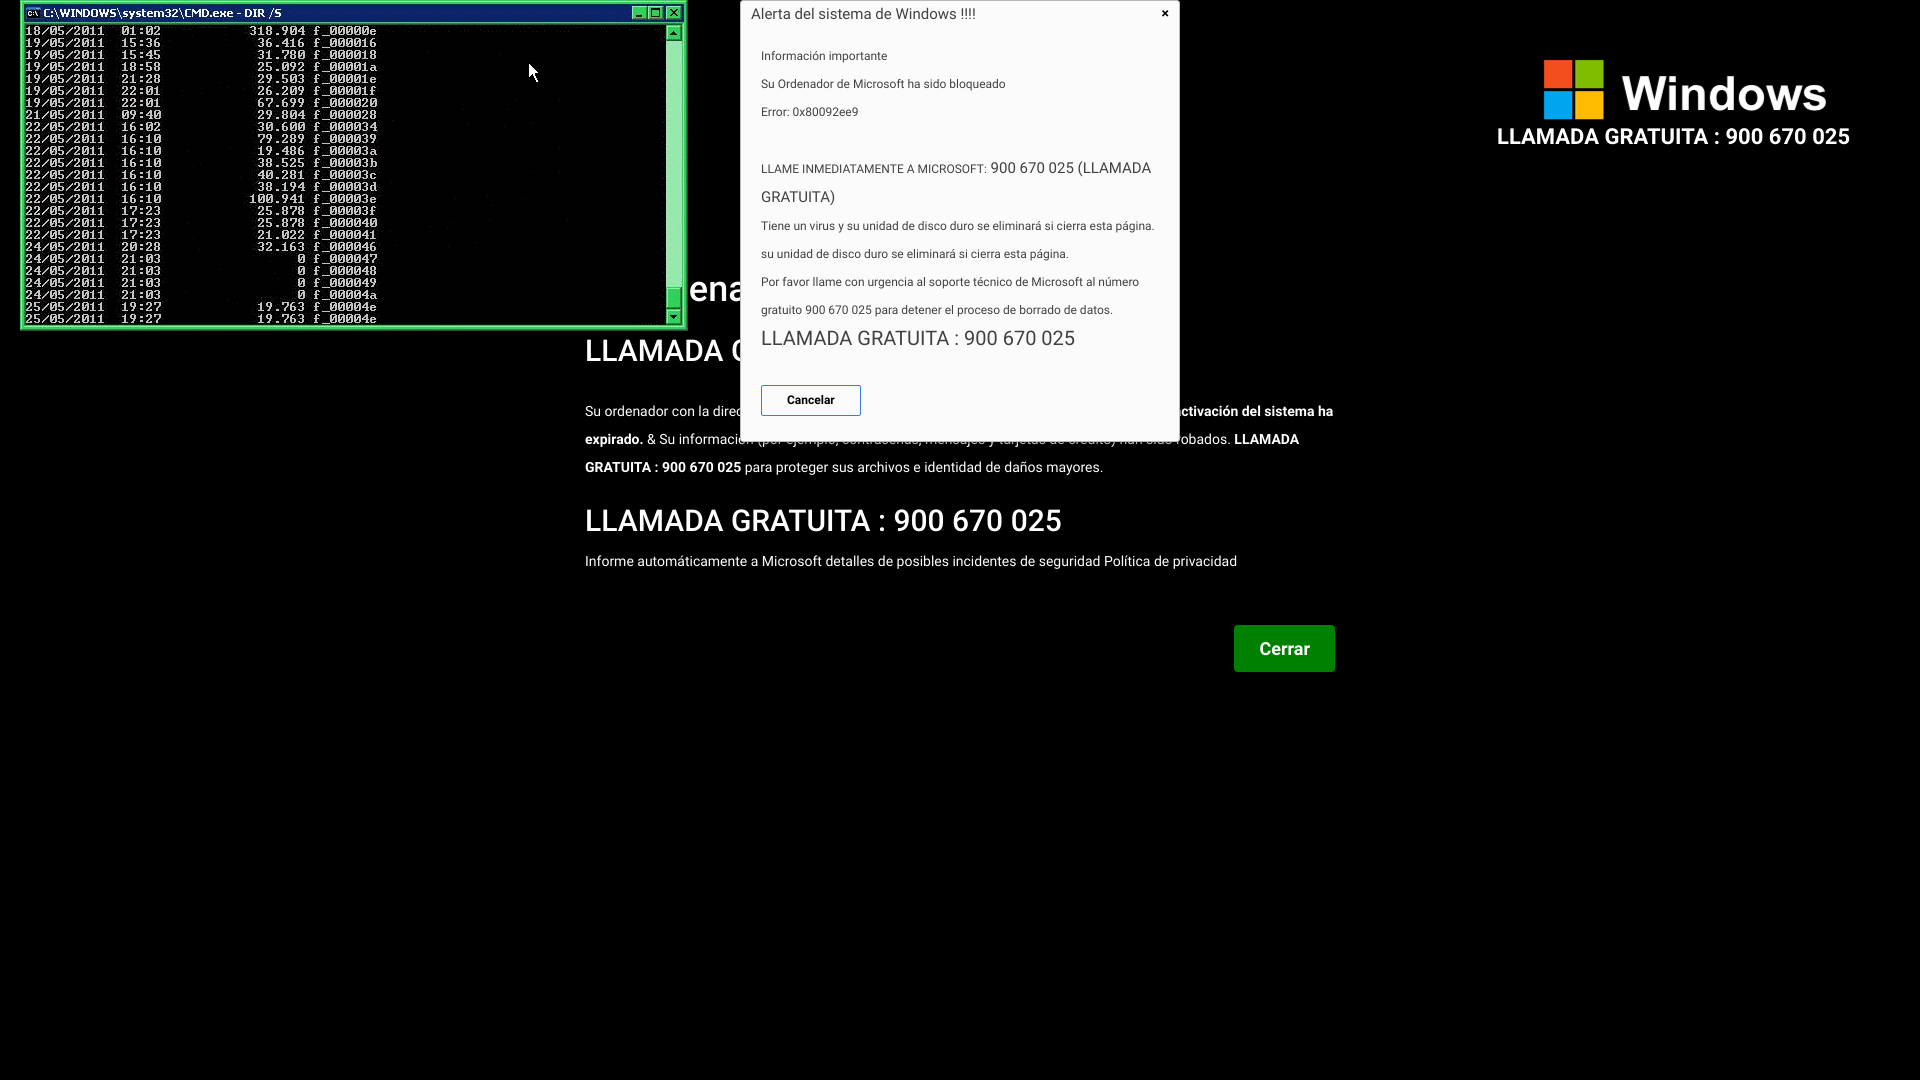 C:\WINDOWS\system32\CMD.exe - DIR /S
18/05/2011 01:02 318.904 f_00000e
19/05/2011 15:36 36.416 f_000016
19/05/2011 15:45 31.780 f_000018
19/05/2011 18:58 25.092 f_00001a
19/05/2011 21:28 29.503 f_00001e
19/05/2011 22:01 26.209 f_00001f
19/05/2011 22:01 67.699 f_000020
21/05/2011 09:40 29.804 f_000028
22/05/2011 16:02 30.600 f_000034
22/05/2011 16:10 79.289 f_000039
22/05/2011 16:10 19.486 f_00003a
22/05/2011 16:10 38.525 f_00003b
22/05/2011 16:10 40.281 f_00003c
22/05/2011 16:10 38.194 f_00003d
22/05/2011 16:10 100.941 f_00003e
22/05/2011 17:23 25.878 f_00003f
22/05/2011 17:23 25.878 f_000040
22/05/2011 17:23 21.022 f_000041
24/05/2011 20:28 32.163 f_000046
24/05/2011 21:03 0 f_000047
24/05/2011 21:03 0 f_000048
24/05/2011 21:03 0 f_000049
24/05/2011 21:03 0 f_00004a
25/05/2011 19:27 19.763 f_00004e
25/05/2011 19:27 19.763 f_00004e
Alerta del sistema de Windows !!!!
×
Información importante
Su Ordenador de Microsoft ha sido bloqueado
Error: 0x80092ee9
LLAME INMEDIATAMENTE A MICROSOFT: 900 670 025 (LLAMADA
GRATUITA)
Tiene un virus y su unidad de disco duro se eliminará si cierra esta página.
su unidad de disco duro se eliminará si cierra esta página.
Por favor llame con urgencia al soporte técnico de Microsoft al número
gratuito 900 670 025 para detener el proceso de borrado de datos.
LLAMADA GRATUITA : 900 670 025
Cancelar
Windows
LLAMADA GRATUITA : 900 670 025
ena
LLAMADA
Su ordenador con la direc ctivación del sistema ha
expirado. & Su información (por ejemplo, contraseñas, mensajes y tarjetas de crédito) han sido robados. LLAMADA
GRATUITA : 900 670 025 para proteger sus archivos e identidad de daños mayores.
LLAMADA GRATUITA : 900 670 025
Informe automáticamente a Microsoft detalles de posibles incidentes de seguridad Política de privacidad
Cerrar